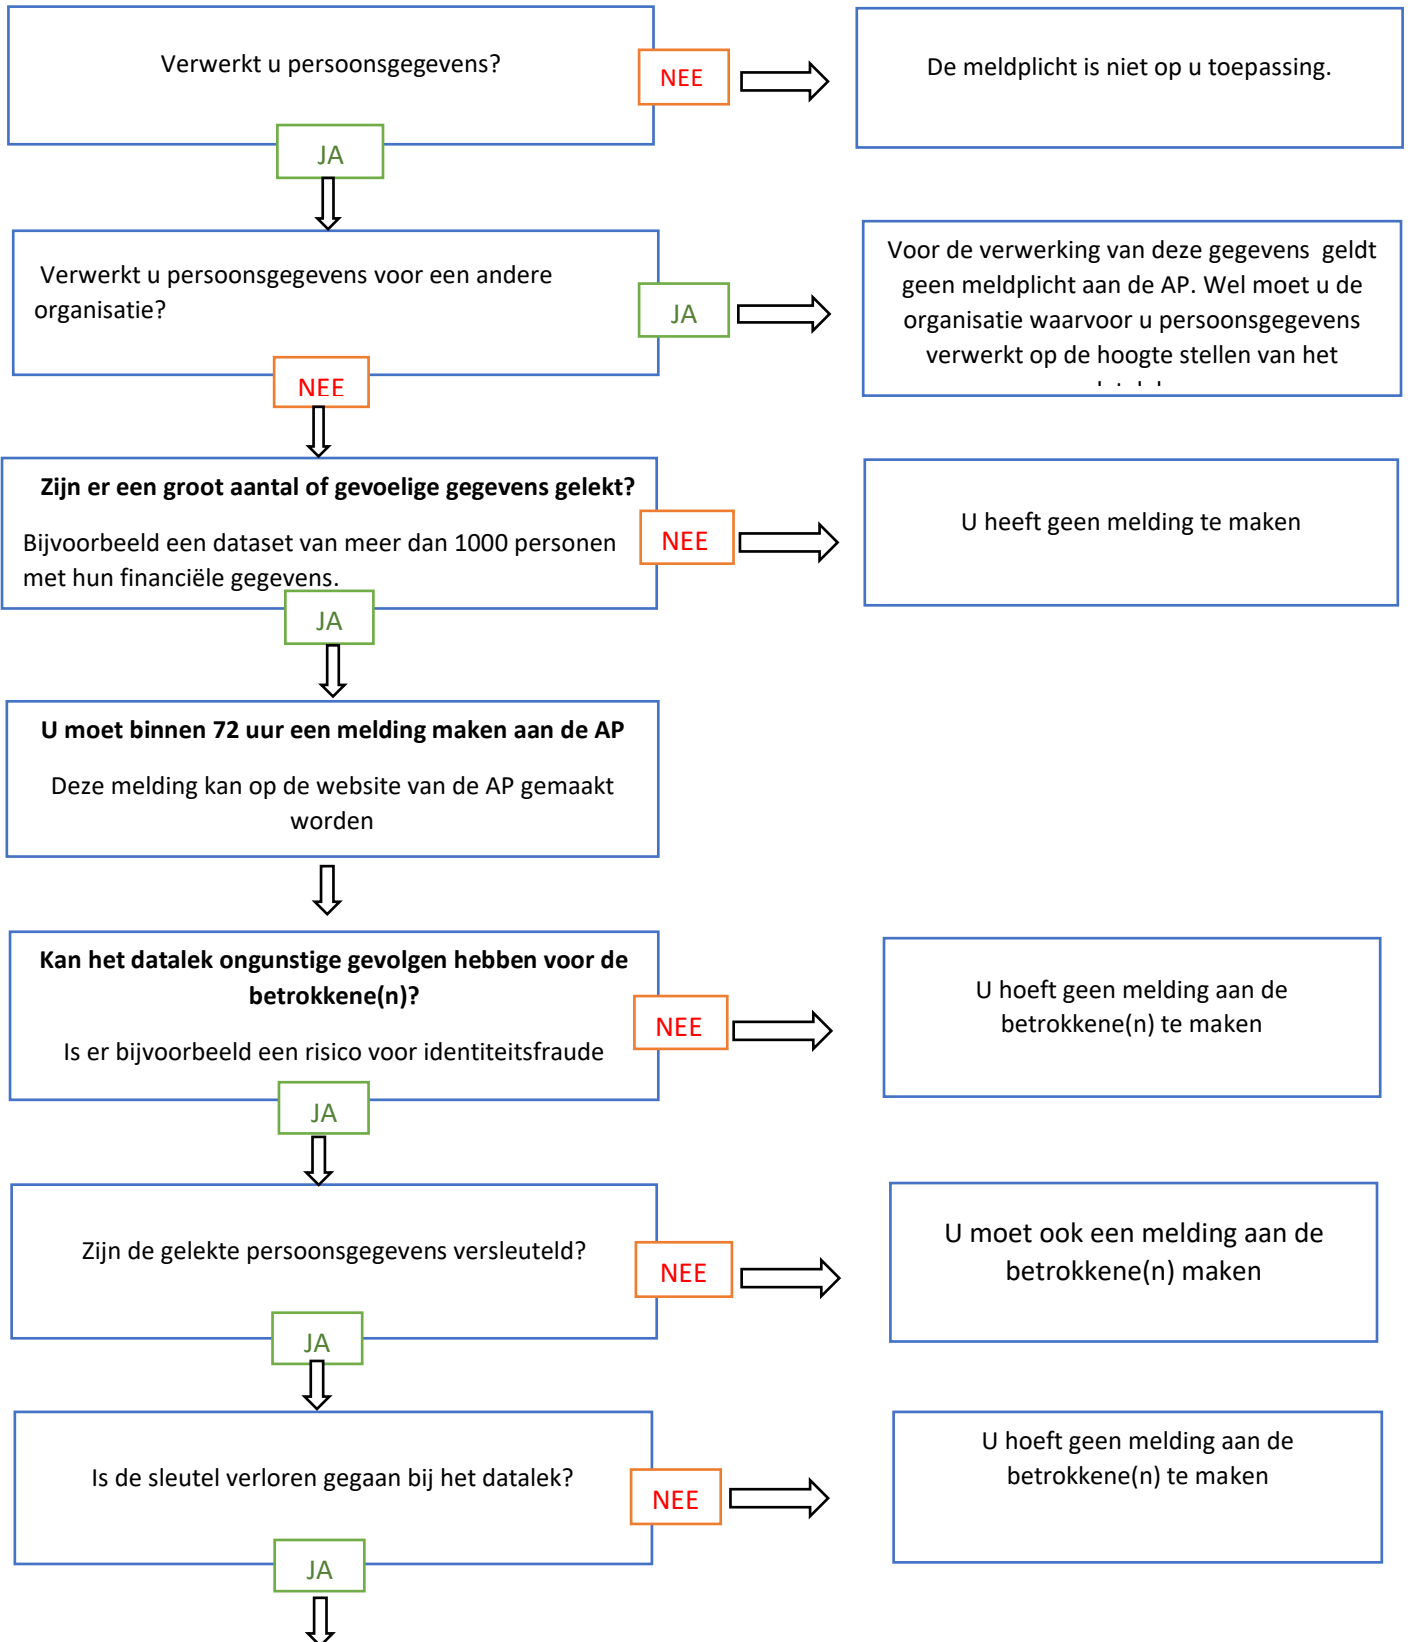 Verwerkt u persoonsgegevens?
NEE
De meldplicht is niet op u toepassing.
JA
Verwerkt u persoonsgegevens voor een andere
organisatie?
JA
Voor de verwerking van deze gegevens geldt
geen meldplicht aan de AP. Wel moet u de
organisatie waarvoor u persoonsgegevens
verwerkt op de hoogte stellen van het
NEE
Zijn er een groot aantal of gevoelige gegevens gelekt?
Bijvoorbeeld een dataset van meer dan 1000 personen
met hun financiële gegevens.
NEE
U heeft geen melding te maken
JA
U moet binnen 72 uur een melding maken aan de AP
Deze melding kan op de website van de AP gemaakt
worden
Kan het datalek ongunstige gevolgen hebben voor de
betrokkene(n)?
Is er bijvoorbeeld een risico voor identiteitsfraude
NEE
U hoeft geen melding aan de
betrokkene(n) te maken
JA
Zijn de gelekte persoonsgegevens versleuteld?
NEE
U moet ook een melding aan de
betrokkene(n) maken
JA
Is de sleutel verloren gegaan bij het datalek?
NEE
U hoeft geen melding aan de
betrokkene(n) te maken
JA